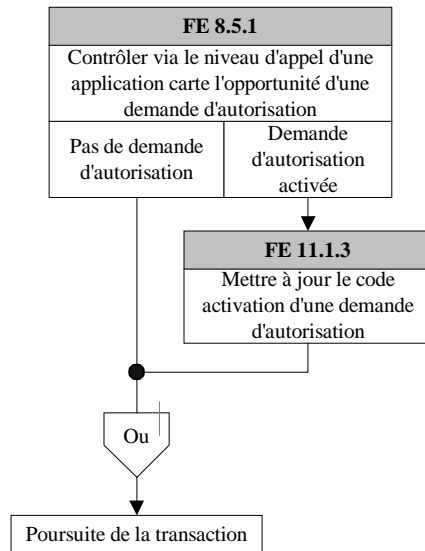 FE 8.5.1
Contrôler via le niveau d'appel d'une
application carte l'opportunité d'une
demande d'autorisation
Pas de demande
d'autorisation
Demande
d'autorisation
activée
FE 11.1.3
Mettre à jour le code
activation d'une demande
d'autorisation
Ou
Poursuite de la transaction